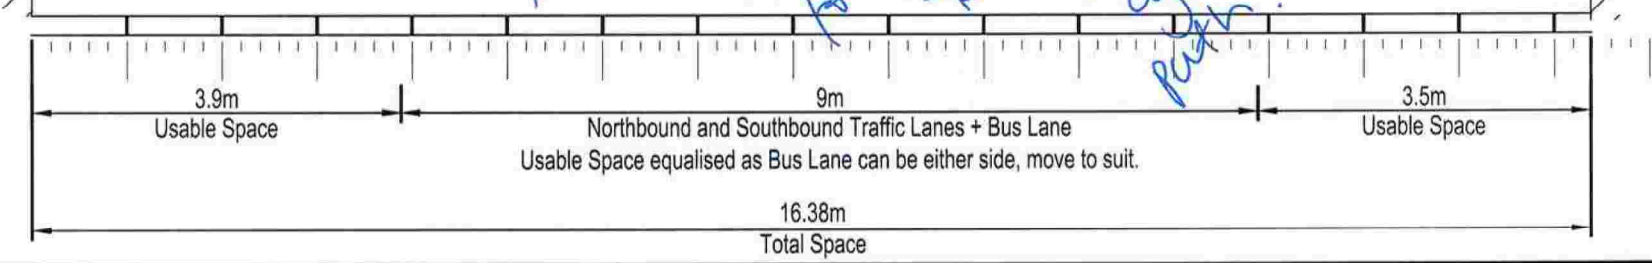 path.
3.9m
Usable Space
9m
Northbound and Southbound Traffic Lanes + Bus Lane
Usable Space equalised as Bus Lane can be either side, move to suit.
3.5m
Usable Space
16.38m
Total Space